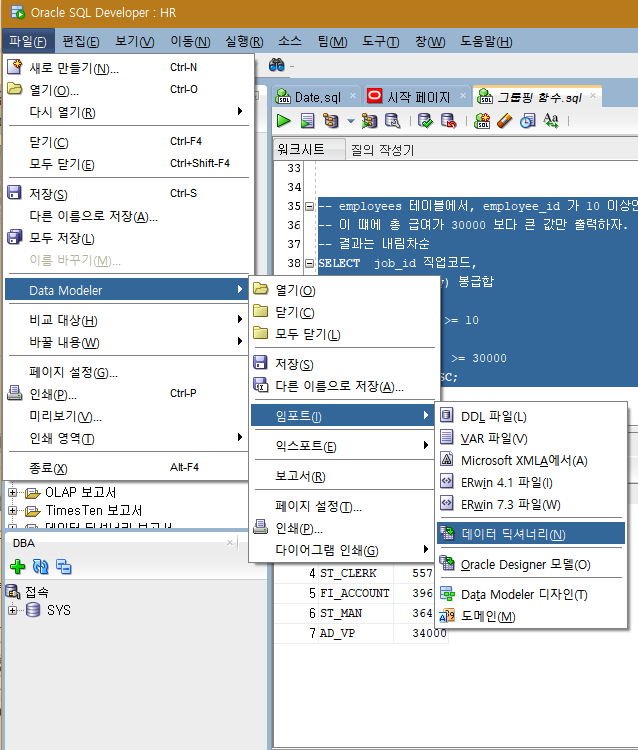 Oracle SQL Developer : HR
파일(F) 편집(E) 보기(V) 이동(N) 실행(R) 소스 팀(M) 도구(T) 창(W) 도움말(H)
새로 만들기(N)... Ctrl-N
열기(O)... Ctrl-O
다시 열기(R)
닫기(C) Ctrl-F4
모두 닫기(E) Ctrl+Shift-F4
저장(S) Ctrl-S
다른 이름으로 저장(A)...
모두 저장(L)
이름 바꾸기(M)...
Data Modeler
비교 대상(H)
바꿀 내용(W)
페이지 설정(G)...
인쇄(P)... Ctrl-P
미리보기(V)...
인쇄 영역(T)
종료(X) Alt-F4
OLAP 보고서
TimesTen 보고서
데이터 딕셔너리 보고서
DBA
접속
SYS
열기(O)
닫기(C)
모두 닫기(L)
저장(S)
다른 이름으로 저장(A)...
임포트(I)
익스포트(E)
보고서(R)
페이지 설정(T)...
인쇄(P)...
다이어그램 인쇄(G)
DDL 파일(L)
VAR 파일(V)
Microsoft XMLA에서(A)
ERwin 4.1 파일(I)
ERwin 7.3 파일(W)
데이터 딕셔너리(N)
Oracle Designer 모델(O)
Data Modeler 디자인(T)
도메인(M)
Date.sql 시작 페이지 그룹핑 함수.sql
워크시트 질의 작성기
33
34
35 -- employees 테이블에서, employee_id 가 10 이상인
36 -- 이 때에 총 급여가 30000 보다 큰 값만 출력하자.
37 -- 결과는 내림차순
38 SELECT job_id 직업코드,
) 봉급합
>= 10
>= 30000
SC;
4 ST_CLERK 557
5 FI_ACCOUNT 396
6 ST_MAN 364
7 AD_VP 34000